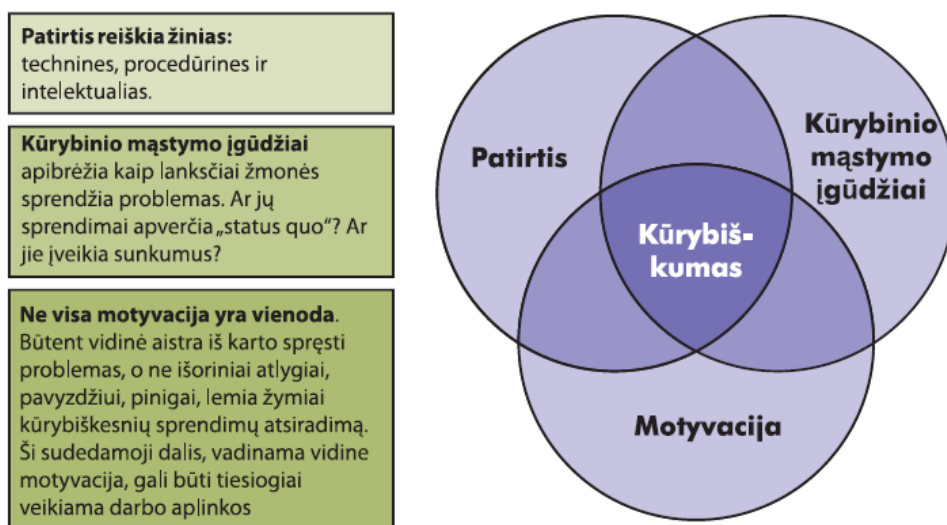 Patirtis reiškia žinias:
technines, procedūrines ir
intelektualias.
Kūrybinio mąstymo įgūdžiai
apibrėžia kaip lanksčiai žmonės
sprendžia problemas. Ar jų
sprendimai apverčia „status quo“? Ar
jie įveikia sunkumus?
Ne visa motyvacija yra vienoda.
Būtent vidinė aistra iš karto spręsti
problemas, o ne išoriniai atlygiai,
pavyzdžiui, pinigai, lemia žymiai
kūrybiškesnių sprendimų atsiradimą.
Ši sudedamoji dalis, vadinama vidine
motyvacija, gali būti tiesiogiai
veikiama darbo aplinkos
Patirtis
Kūrybinio
mąstymo
įgūdžiai
Kūrybiš-
kumas
Motyvacija